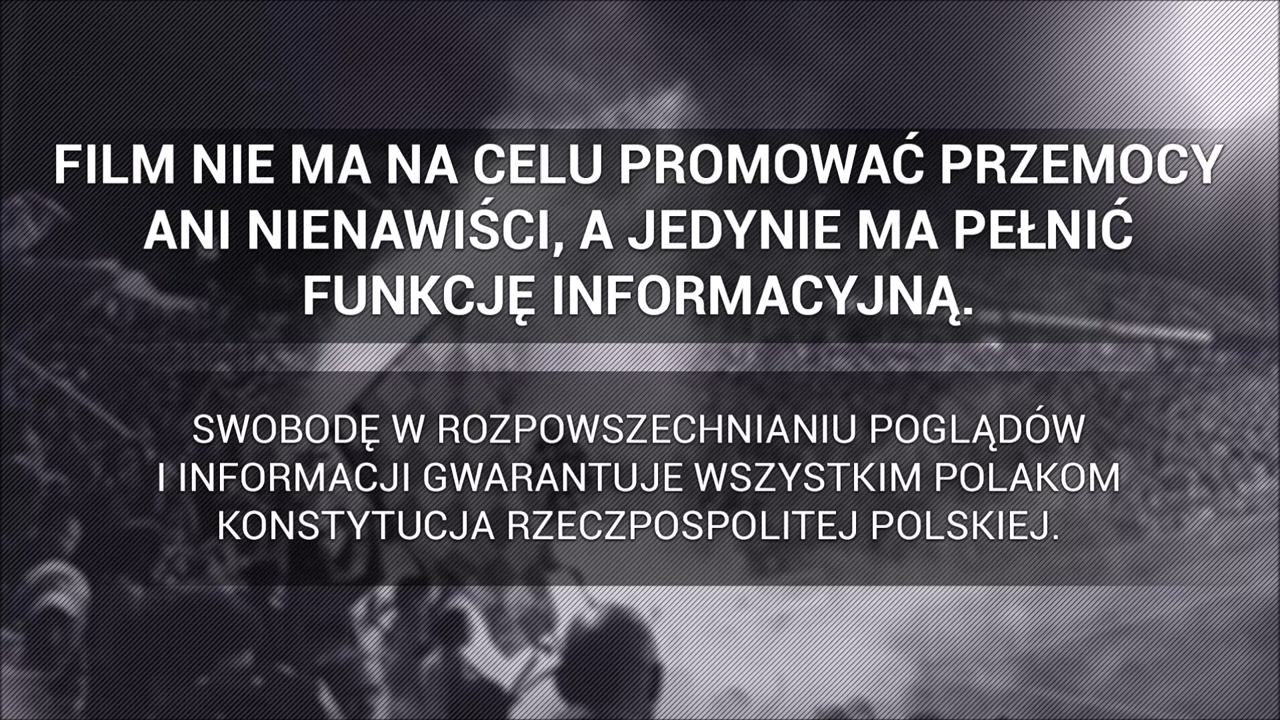 FILM NIE MA NA CELU PROMOWAĆ PRZEMOCY
ANI NIENAWIŚCI, A JEDYNIE MA PEŁNIĆ
FUNKCJĘ INFORMACYJNĄ.
SWOBODĘ W ROZPOWSZECHNIANIU POGLĄDÓW
I INFORMACJI GWARANTUJE WSZYSTKIM POLAKOM
KONSTYTUCJA RZECZPOSPOLITEJ POLSKIEJ.